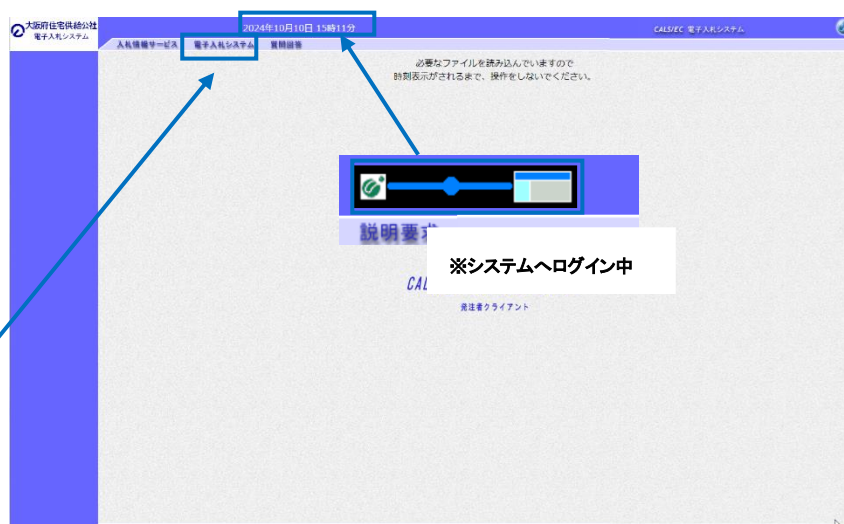 大阪府住宅供給公社
電子入札システム
2024年10月10日 15時11分
CALS/EC 電子入札システム
入札情報サービス 電子入札システム 質問回答
必要なファイルを読み込んでいますので
時刻表示がされるまで、操作をしないでください。
説明要求
※システムへログイン中
CAL
発注者クライアント